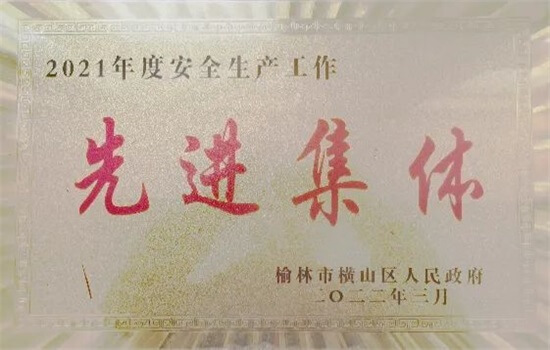 2021年度安全生产工作
先进集体
榆林市横山区人民政府
二〇二二年三月